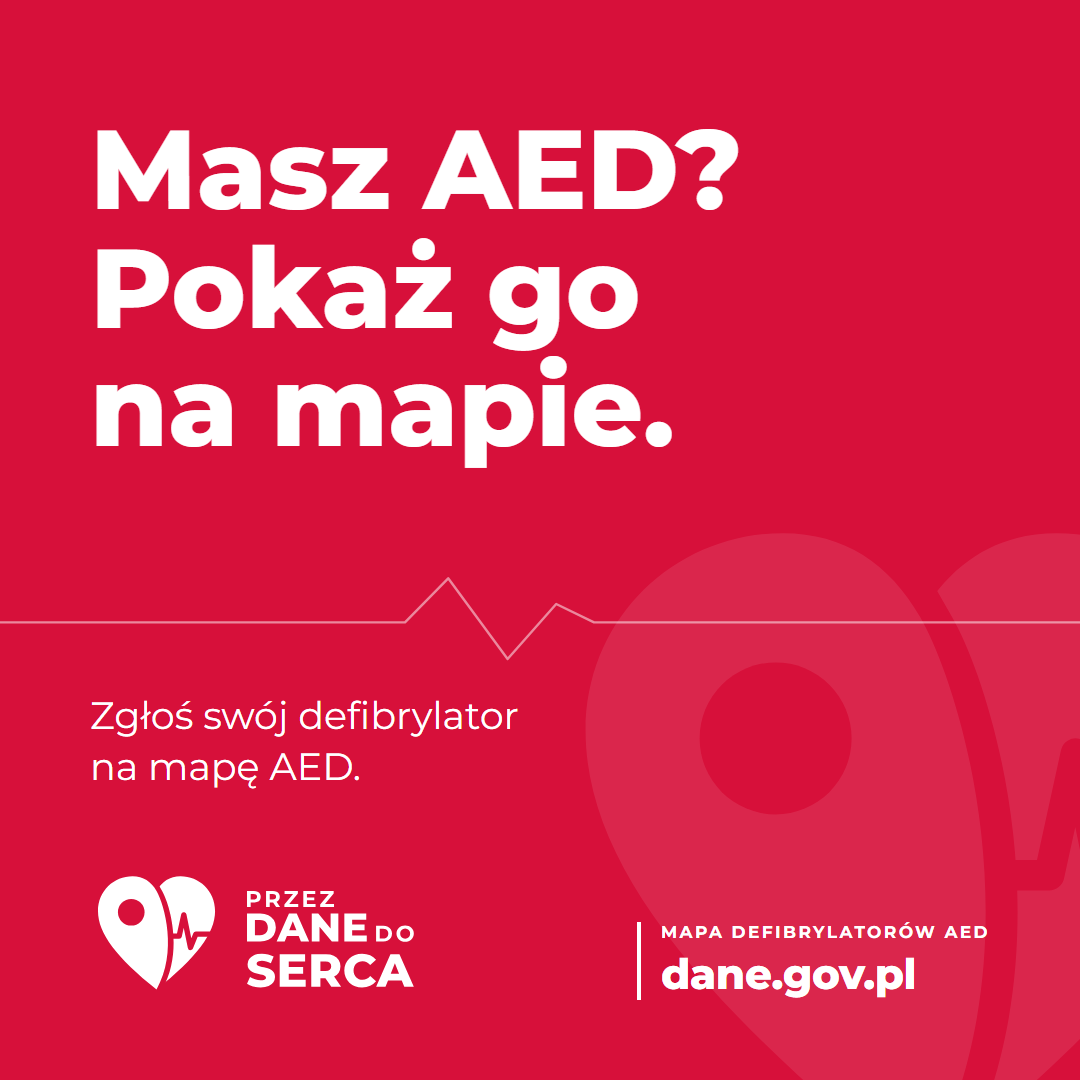 Masz AED?
Pokaż go
na mapie.
Zgłoś swój defibrylator
na mapę AED.
PRZEZ
DANE DO
SERCA
MAPA DEFIBRYLATORÓW AED
dane.gov.pl